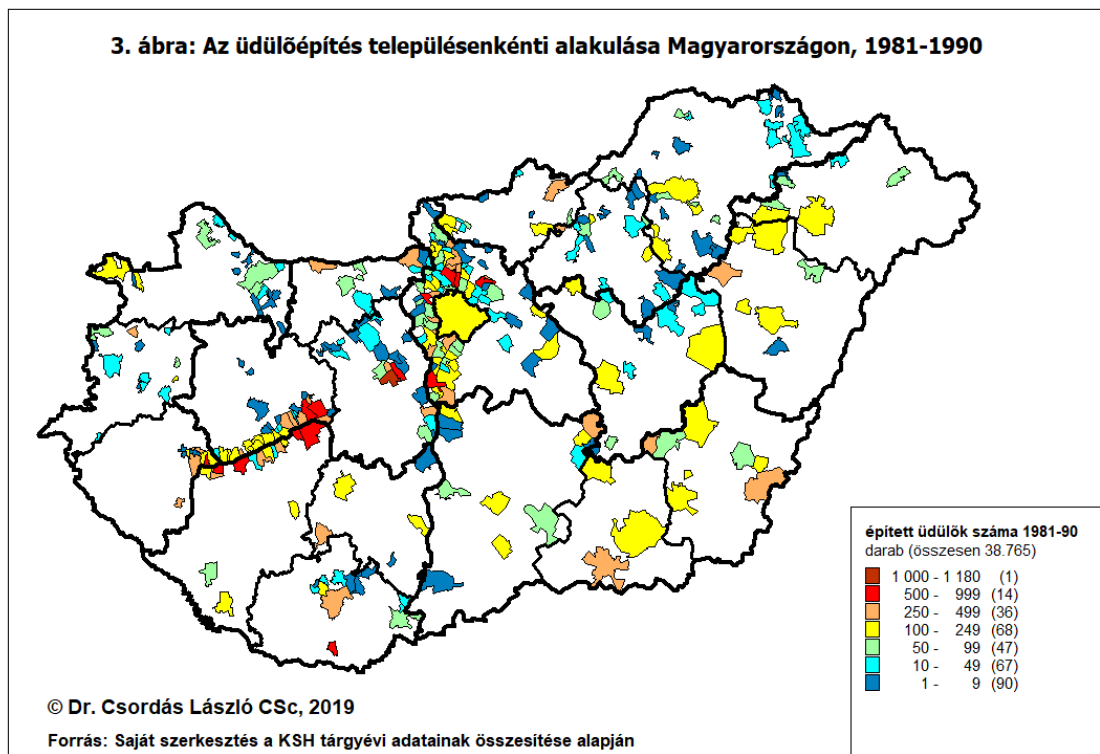 3. ábra: Az üdülőépítés településenkénti alakulása Magyarországon, 1981-1990
épített üdülők száma 1981-90
darab (összesen 38.765)
1 000 - 1 180 (1)
500 - 999 (14)
250 - 499 (36)
100 - 249 (68)
50 - 99 (47)
10 - 49 (67)
1 - 9 (90)
© Dr. Csordás László CSc, 2019
Forrás: Saját szerkesztés a KSH tárgyévi adatainak összesítése alapján